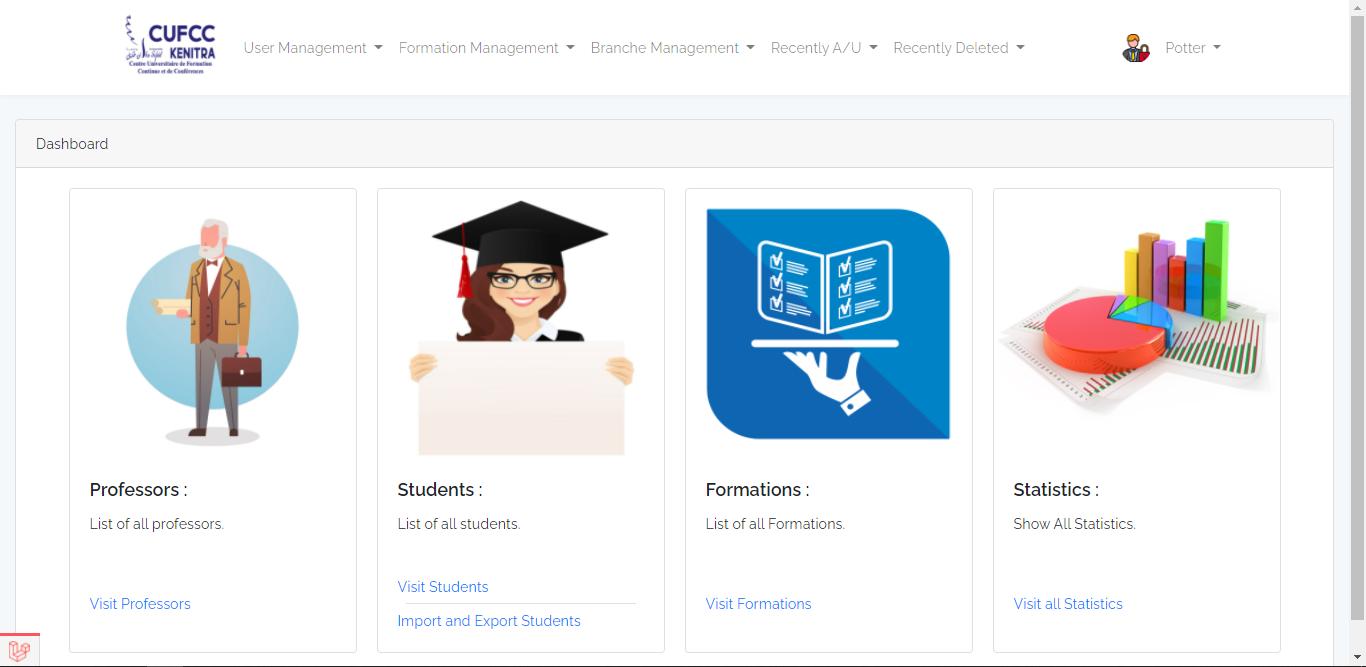 CUFCC
KENITRA
Centre Universitaire de Formation
Continue et de Conférences
User Management
Formation Management
Branche Management
Recently A/U
Recently Deleted
Potter
Dashboard
Professors :
List of all professors.
Visit Professors
Students :
List of all students.
Visit Students
Import and Export Students
Formations :
List of all Formations.
Visit Formations
Statistics :
Show All Statistics.
Visit all Statistics